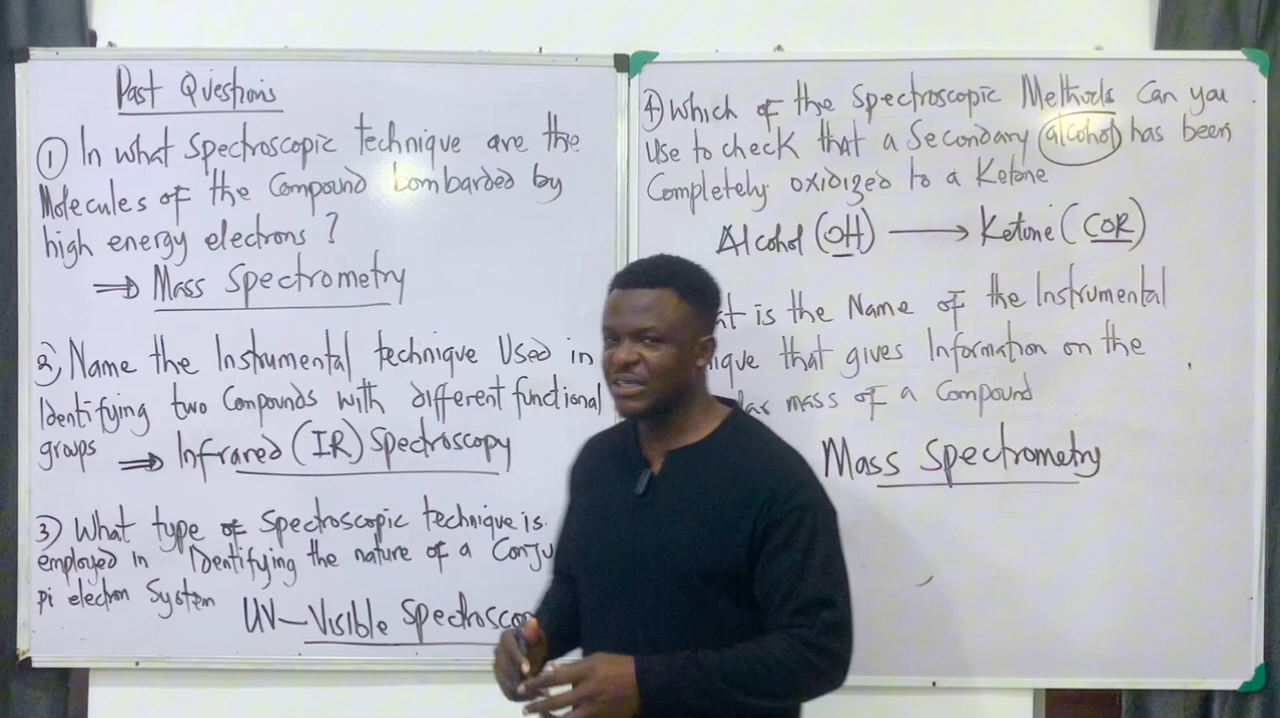 Past Questions
① In what spectroscopic technique are the
Molecules of the Compound bombarded by
high energy electrons ?
⇒ Mass Spectrometry
2) Name the Instrumental technique Used in
Identifying two Compounds with different functional
groups ⇒ Infrared (IR) Spectroscopy
3) What type of Spectroscopic technique is
employed in Identifying the nature of a Conju
pi electron System
UV-Visible Spectrosco
4) Which of the Spectroscopic Methods Can you
Use to check that a Secondary alcohol has been
Completely oxidized to a Ketone
Alcohol (OH) → Ketone (COR)
at is the Name of the Instrumental
ique that gives Information on the
lar mass of a Compound
Mass Spectrometry